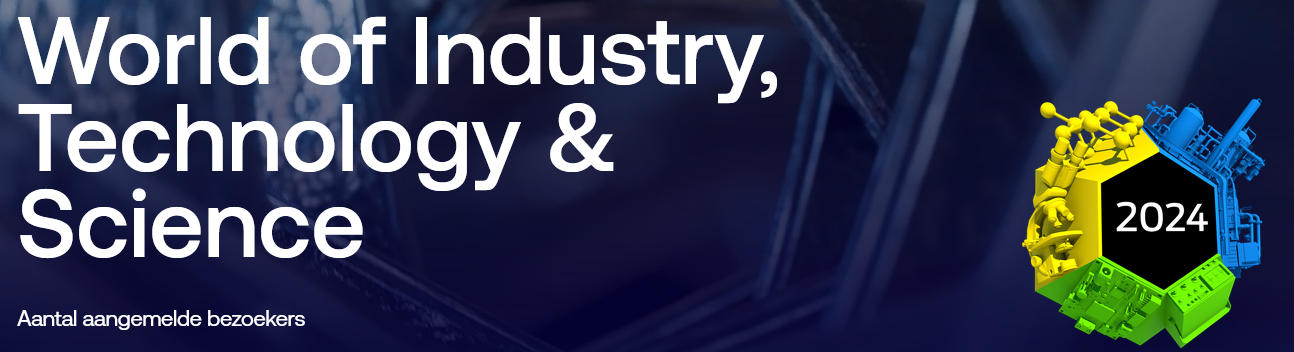 World of Industry,
Technology &
Science
2024
Aantal aangemelde bezoekers